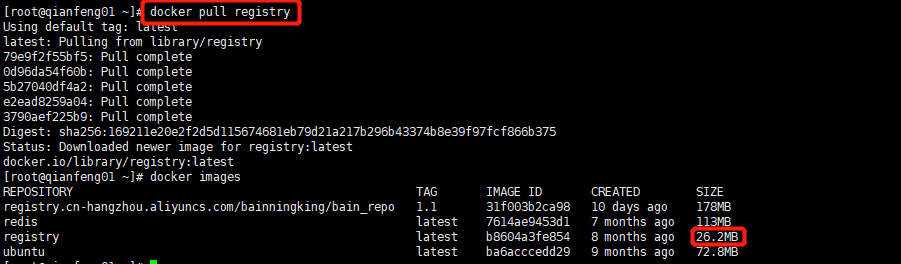 [root@qianfeng01 ~]# docker pull registry
Using default tag: latest
latest: Pulling from library/registry
79e9f2f55bf5: Pull complete
0d96da54f60b: Pull complete
5b27040df4a2: Pull complete
e2ead8259a04: Pull complete
3790aef225b9: Pull complete
Digest: sha256:169211e20e2f2d5d115674681eb79d21a217b296b43374b8e39f97fcf866b375
Status: Downloaded newer image for registry:latest
docker.io/library/registry:latest
[root@qianfeng01 ~]# docker images
REPOSITORY TAG IMAGE ID CREATED SIZE
registry.cn-hangzhou.aliyuncs.com/bainningking/bain_repo 1.1 31f003b2ca98 10 days ago 178MB
redis latest 7614ae9453d1 7 months ago 113MB
registry latest b8604a3fe854 8 months ago 26.2MB
ubuntu latest ba6acccedd29 9 months ago 72.8MB
[root@qianfeng01 ~]#